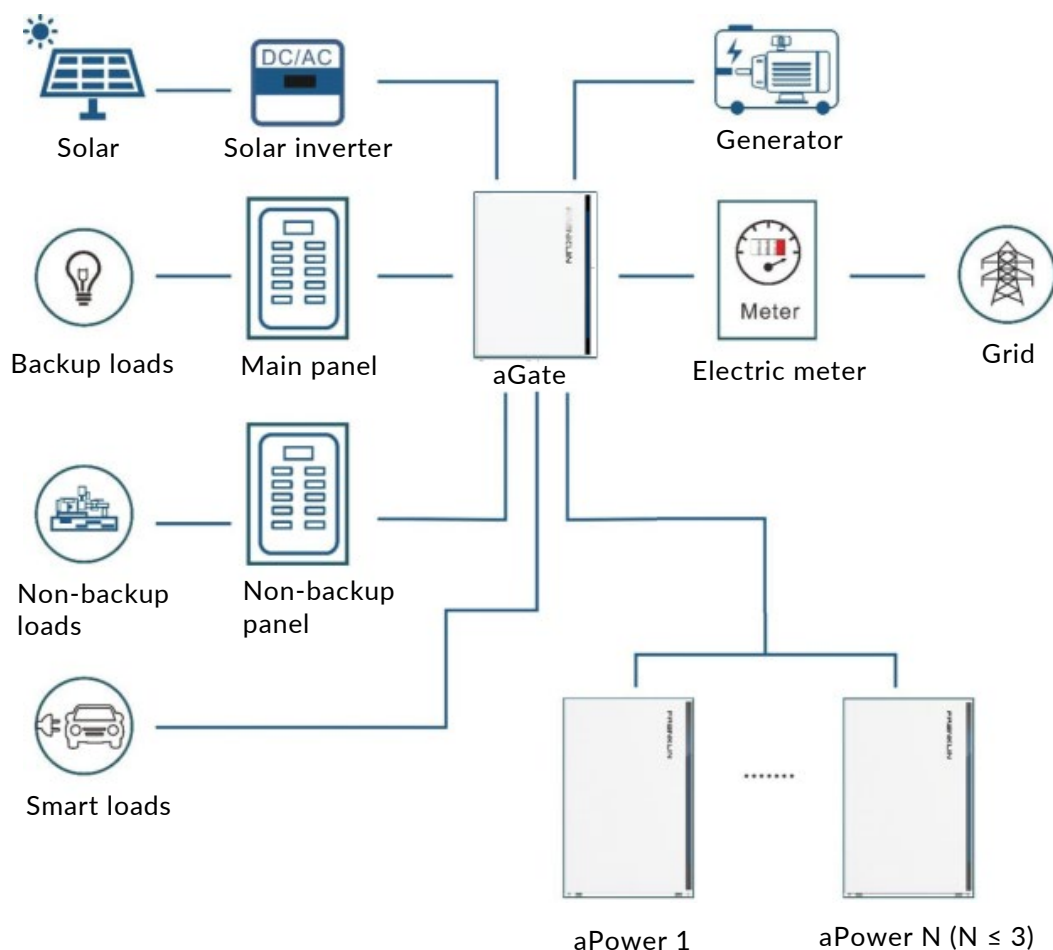 DC/AC
Solar
Solar inverter
Generator
Meter
Backup loads
Main panel
aGate
Electric meter
Grid
Non-backup
loads
Non-backup
panel
Smart loads
.......
aPower 1
aPower N (N ≤ 3)